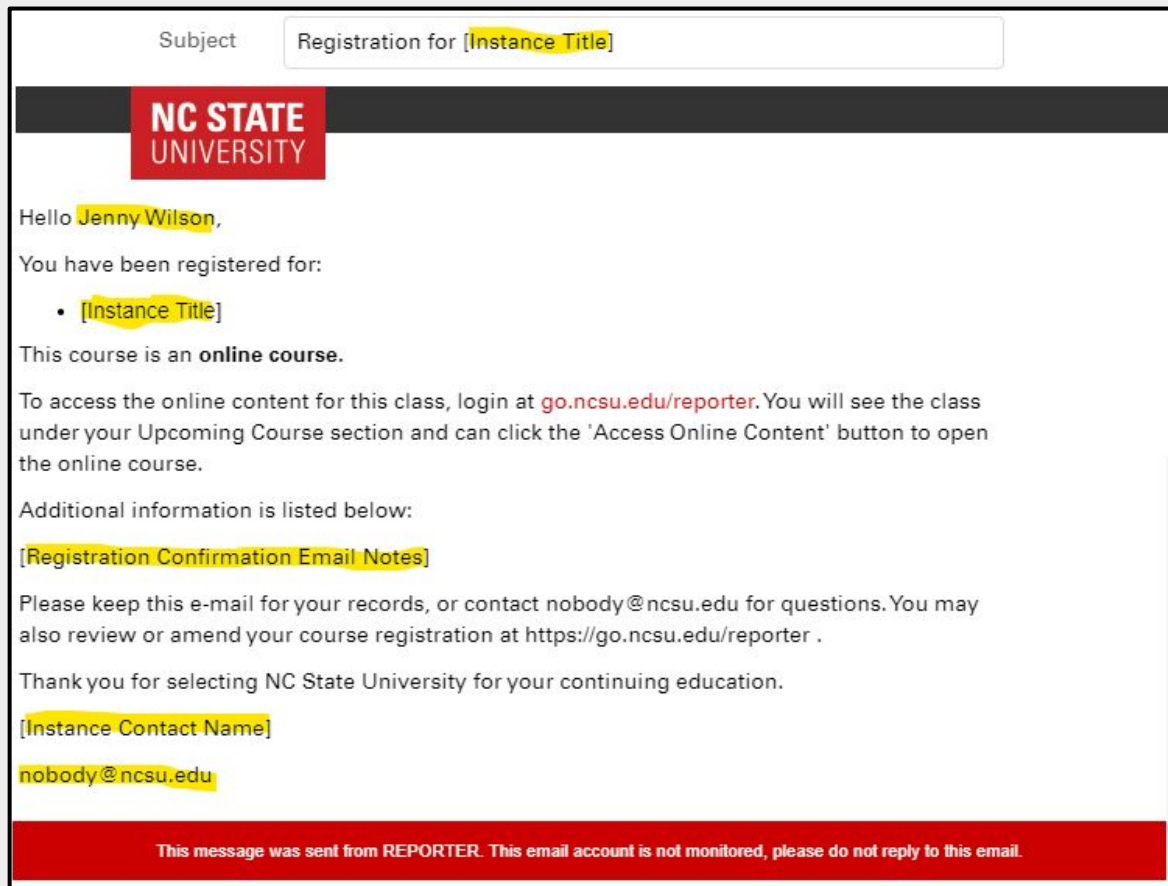 Subject Registration for [Instance Title]
NC STATE
UNIVERSITY
Hello Jenny Wilson,
You have been registered for:
• [Instance Title]
This course is an online course.
To access the online content for this class, login at go.ncsu.edu/reporter. You will see the class
under your Upcoming Course section and can click the 'Access Online Content' button to open
the online course.
Additional information is listed below:
[Registration Confirmation Email Notes]
Please keep this e-mail for your records, or contact nobody@ncsu.edu for questions. You may
also review or amend your course registration at https://go.ncsu.edu/reporter .
Thank you for selecting NC State University for your continuing education.
[Instance Contact Name]
nobody@ncsu.edu
This message was sent from REPORTER. This email account is not monitored, please do not reply to this email.